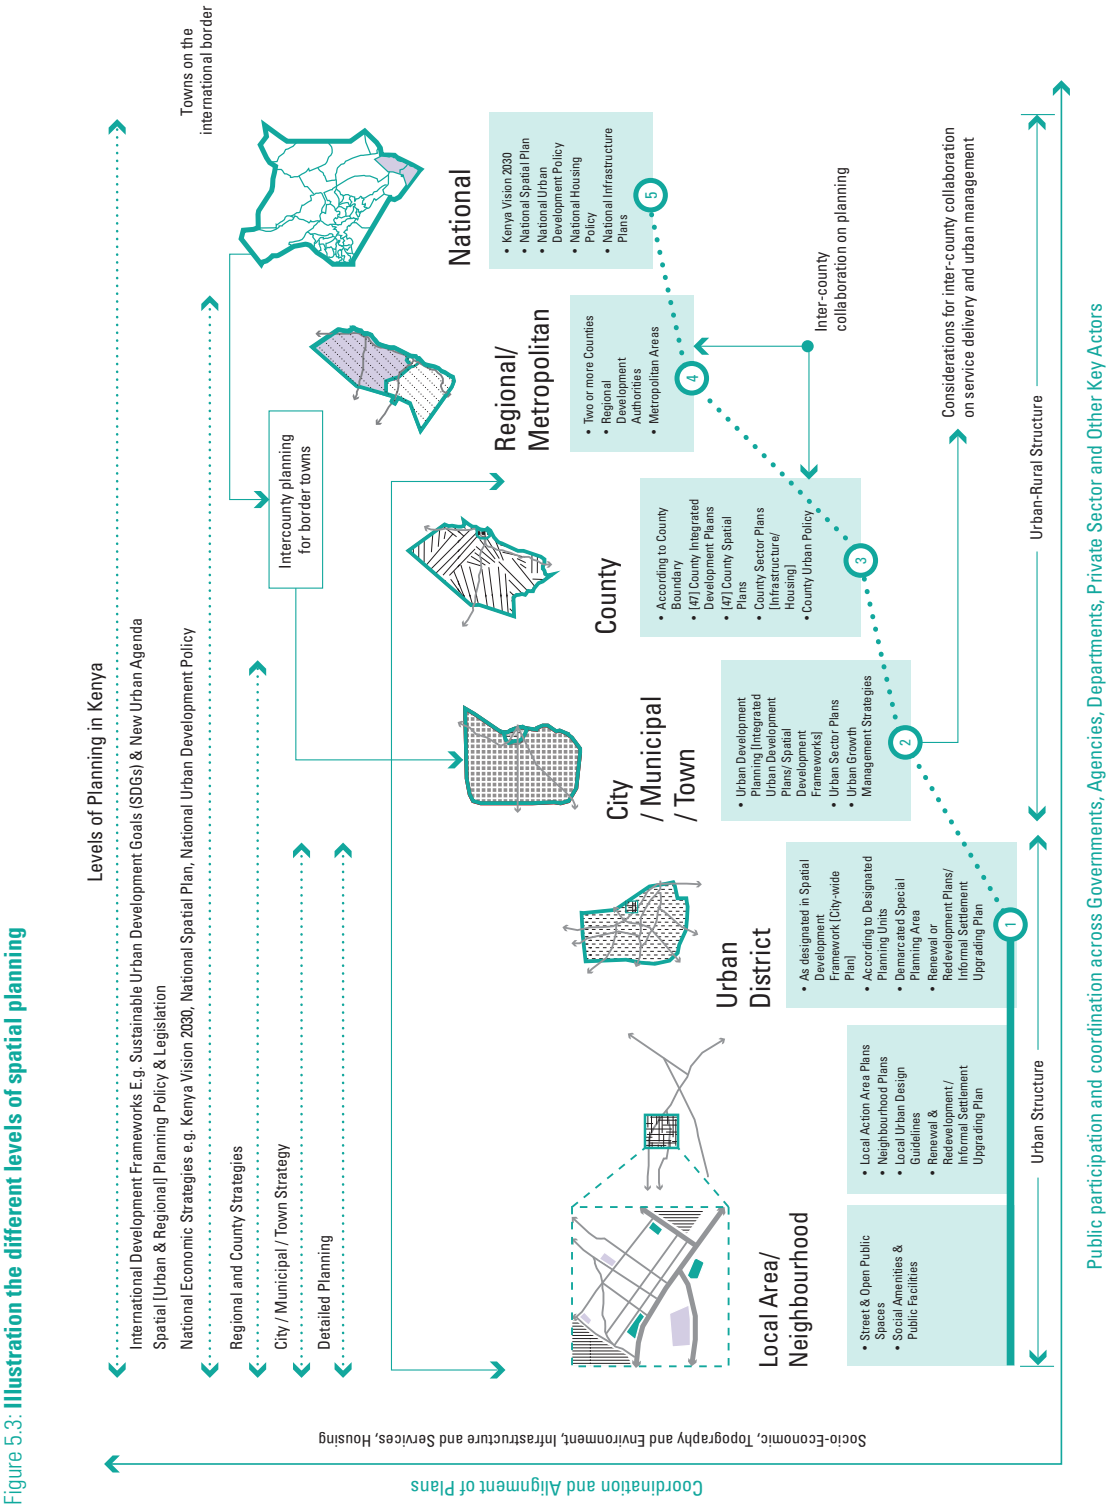 Figure 5.3: Illustration the different levels of spatial planning
Levels of Planning in Kenya
International Development Frameworks E.g. Sustainable Urban Development Goals (SDGs) & New Urban Agenda
Spatial [Urban & Regional] Planning Policy & Legislation
National Economic Strategies e.g. Kenya Vision 2030, National Spatial Plan, National Urban Development Policy
Regional and County Strategies
City / Municipal / Town Strategy
Detailed Planning
Towns on the
international border
Intercounty planning
for border towns
Local Area/
Neighbourhood
• Street & Open Public
Spaces
• Social Amenities &
Public Facilities
• Local Action Area Plans
• Neighbourhood Plans
• Local Urban Design
Guidelines
• Renewal &
Redevelopment /
Informal Settlement
Upgrading Plan
Urban
District
• As designated in Spatial
Development
Framework [City-wide
Plan]
• According to Designated
Planning Units
• Demarcated Special
Planning Area
• Renewal or
Redevelopment Plans/
Informal Settlement
Upgrading Plan
1
City
/ Municipal
/ Town
• Urban Development
Planning [Integrated
Urban Development
Plans/ Spatial
Development
Frameworks]
• Urban Sector Plans
• Urban Growth
Management Strategies
2
County
• According to County
Boundary
• [47] County Integrated
Development Plaans
• [47] County Spatial
Plans
• County Sector Plans
[Infrastructure/
Housing]
• County Urban Policy
3
Regional/
Metropolitan
• Two or more Counties
• Regional
Development
Authorities
• Metropolitan Areas
4
National
• Kenya Vision 2030
• National Spatial Plan
• National Urban
Development Policy
• National Housing
Policy
• National Infrastructure
Plans
5
Inter-county
collaboration on planning
Considerations for inter-county collaboration
on service delivery and urban management
Urban Structure
Urban-Rural Structure
Socio-Economic, Topography and Environment, Infrastructure and Services, Housing
Coordination and Alignment of Plans
Public participation and coordination across Governments, Agencies, Departments, Private Sector and Other Key Actors